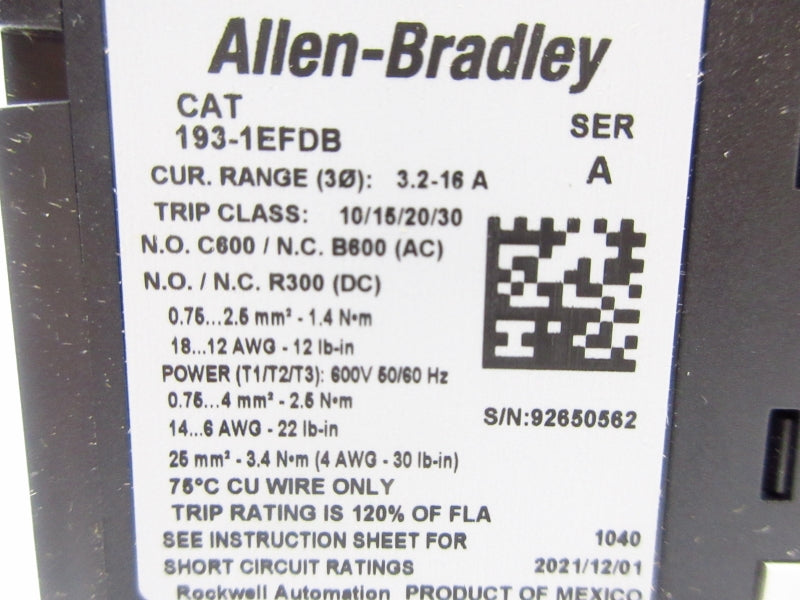 Allen-Bradley
CAT
193-1EFDB
SER
A
CUR. RANGE (3Ø): 3.2-16 A
TRIP CLASS: 10/15/20/30
N.O. C600 / N.C. B600 (AC)
N.O. / N.C. R300 (DC)
0.75...2.5 mm² - 1.4 N•m
18...12 AWG - 12 lb-in
POWER (T1/T2/T3): 600V 50/60 Hz
0.75...4 mm² - 2.5 N•m
14...6 AWG - 22 lb-in
25 mm² - 3.4 N•m (4 AWG - 30 lb-in)
S/N:92650562
75°C CU WIRE ONLY
TRIP RATING IS 120% OF FLA
SEE INSTRUCTION SHEET FOR 1040
SHORT CIRCUIT RATINGS 2021/12/01
Rockwell Automation PRODUCT OF MEXICO